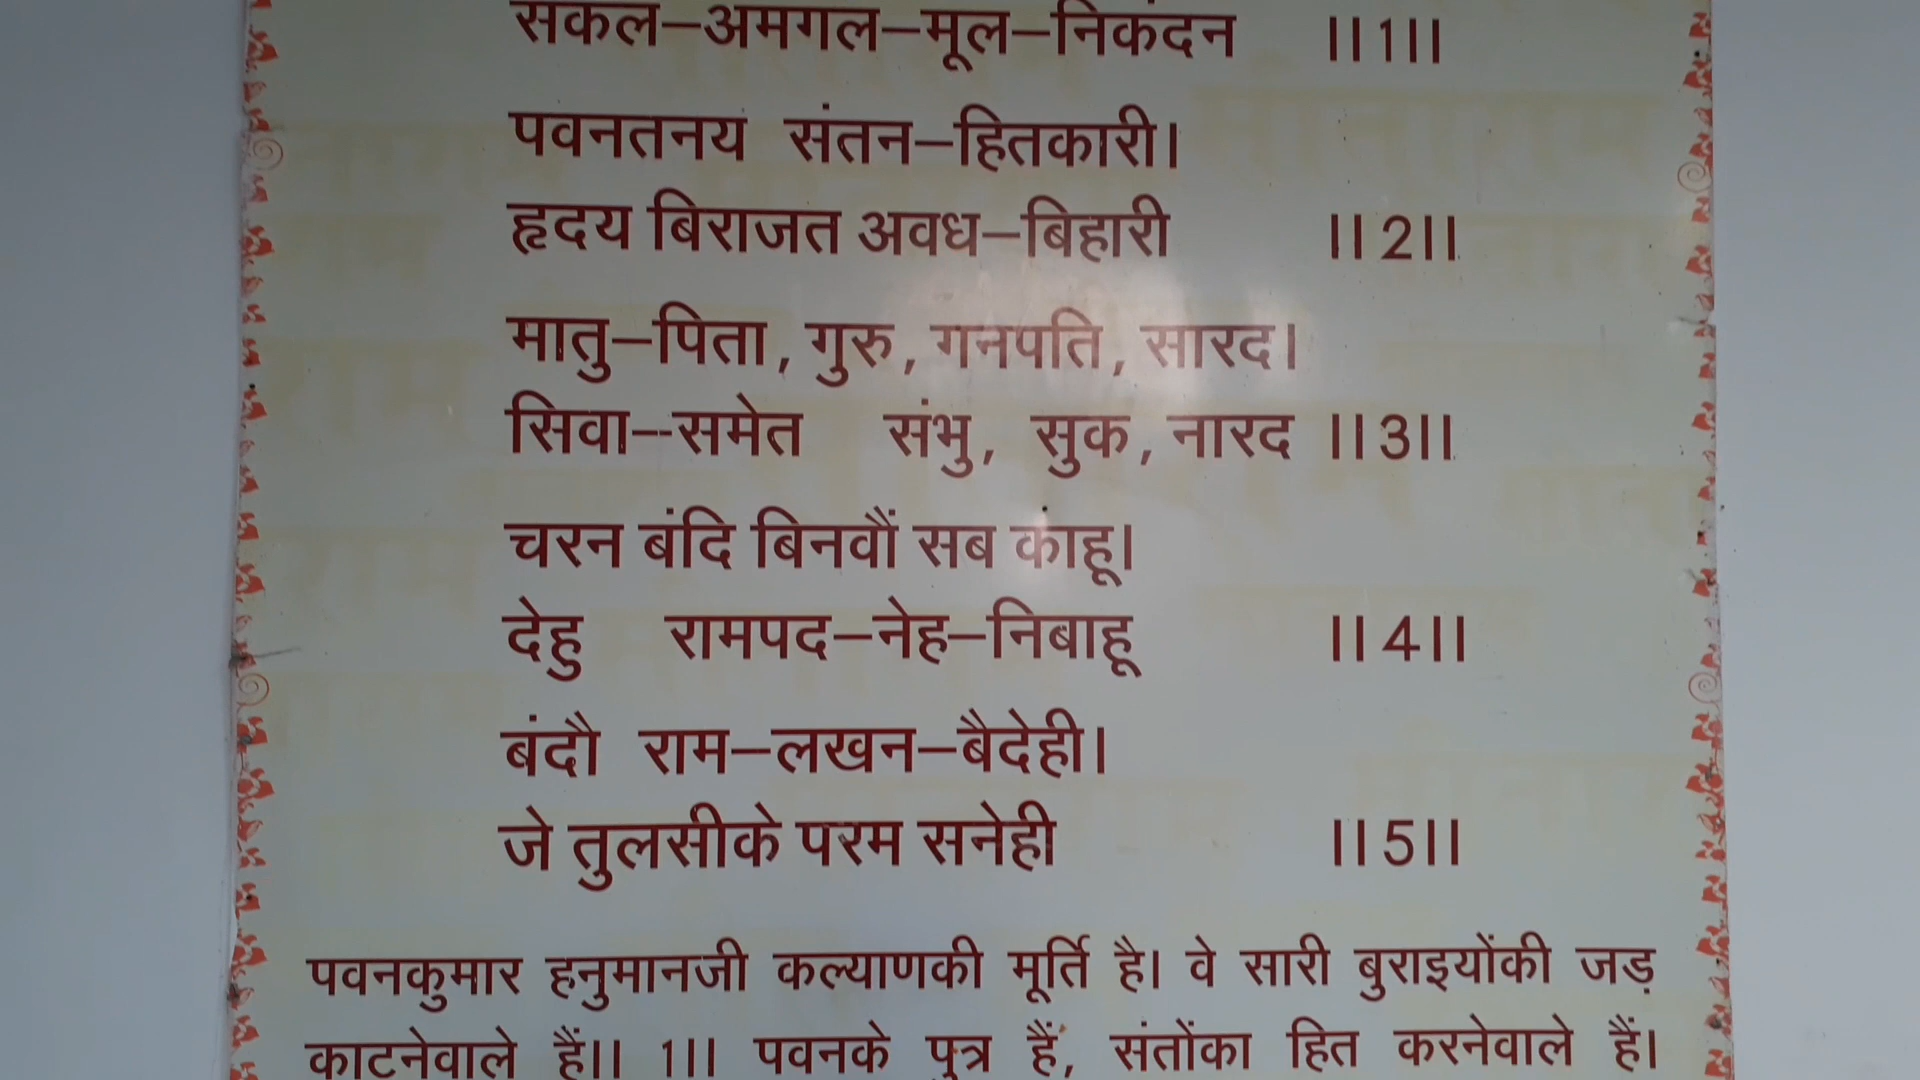 सकल–अमगल–मूल–निकंदन ।।1।।
पवनतनय संतन–हितकारी।
हृदय बिराजत अवध–बिहारी ।।2।।
मातु–पिता, गुरु, गनपति, सारद।
सिवा--समेत संभु, सुक, नारद ।।3।।
चरन बंदि बिनवौं सब काहू।
देहु रामपद–नेह–निबाहू ।।4।।
बंदौ राम–लखन–बैदेही।
जे तुलसीके परम सनेही ।।5।।
पवनकुमार हनुमानजी कल्याणकी मूर्ति है। वे सारी बुराइयोंकी जड़
काटनेवाले हैं।। 1।। पवनके पुत्र हैं, संतोंका हित करनेवाले हैं।